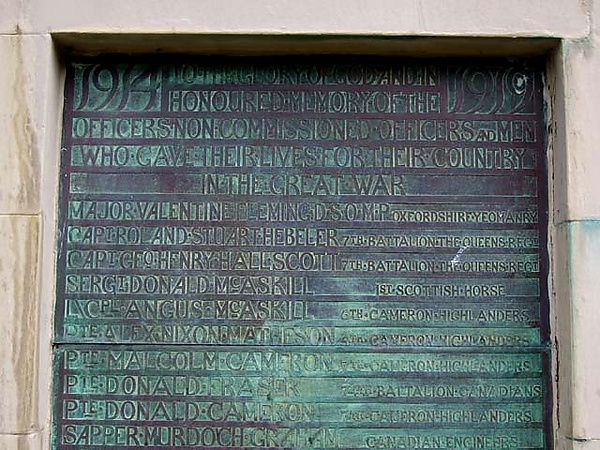 1914 TO·THE·GLORY·OF·GOD·AND·IN 1919
HONOURED·MEMORY·OF·THE
OFFICERS·NON·COMMISSIONED·OFFICERS AND MEN
WHO·GAVE·THEIR·LIVES·FOR·THEIR·COUNTRY·
IN·THE·GREAT·WAR
MAJOR·VALENTINE·FLEMING·D·S·O·M·P· OXFORDSHIRE·YEOMANRY
CAPT·ROLAND·STUART·HEBELER 7TH·BATTALION·THE·QUEENS·REGT
CAPT·GEO·HENRY·HALL·SCOTT 7TH·BATTALION·THE·QUEENS·REGT
SERGT·DONALD·McASKILL 1ST·SCOTTISH·HORSE
L/CPL·ANGUS·McASKILL 6TH·CAMERON·HIGHLANDERS
PTE·ALEX·NIXON·MATHESON CAMERON·HIGHLANDERS
PTE·MALCOLM·CAMERON CAMERON·HIGHLANDERS
PTE·DONALD·FRASER BATTALION·CANADIANS
PTE·DONALD·CAMERON CAMERON·HIGHLANDERS
SAPPER·MURDOCH·GRAHAM CANADIAN·ENGINEERS